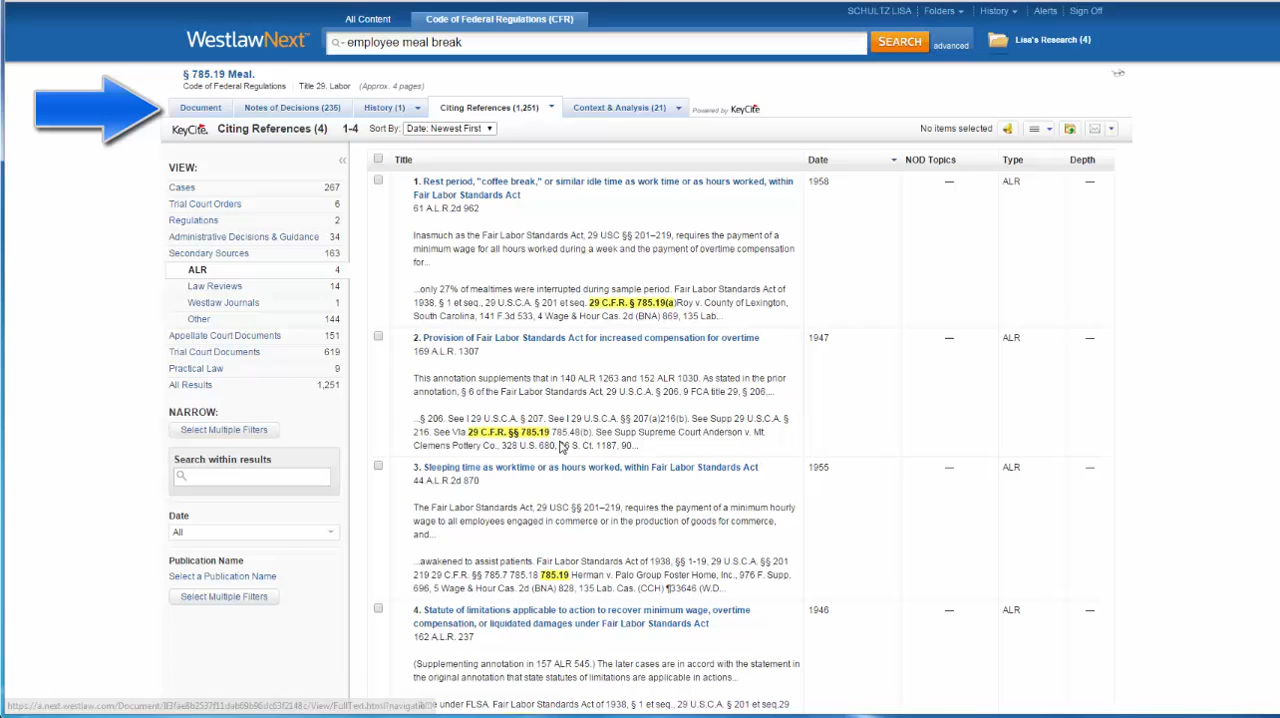 SCHULTZ LISA Folders History Alerts Sign Off
All Content Code of Federal Regulations (CFR)
WestlawNext employee meal break SEARCH advanced Lisa's Research (4)
§ 785.19 Meal.
Code of Federal Regulations Title 29. Labor (Approx. 4 pages)
Document Notes of Decisions (235) History (1) Citing References (1,251) Context & Analysis (21) Powered by KeyCite
KeyCite. Citing References (4) 1-4 Sort By: Date: Newest First No items selected
VIEW:
Cases 267
Trial Court Orders 6
Regulations 2
Administrative Decisions & Guidance 34
Secondary Sources 163
ALR 4
Law Reviews 14
Westlaw Journals 1
Other 144
Appellate Court Documents 151
Trial Court Documents 619
Practical Law 9
All Results 1,251
NARROW:
Select Multiple Filters
Search within results
Date
All
Publication Name
Select a Publication Name
Select Multiple Filters
Title Date NOD Topics Type Depth
1. Rest period, "coffee break," or similar idle time as work time or as hours worked, within 1958 — ALR —
Fair Labor Standards Act
61 A.L.R.2d 962
Inasmuch as the Fair Labor Standards Act, 29 USC §§ 201–219, requires the payment of a
minimum wage for all hours worked during a week and the payment of overtime compensation
for...
...only 27% of mealtimes were interrupted during sample period. Fair Labor Standards Act of
1938, § 1 et seq., 29 U.S.C.A. § 201 et seq. 29 C.F.R. § 785.19(a)Roy v. County of Lexington,
South Carolina, 141 F.3d 533, 4 Wage & Hour Cas. 2d (BNA) 869, 135 Lab...
2. Provision of Fair Labor Standards Act for increased compensation for overtime 1947 — ALR —
169 A.L.R. 1307
This annotation supplements that in 140 ALR 1263 and 152 ALR 1030. As stated in the prior
annotation, § 6 of the Fair Labor Standards Act, 29 U.S.C.A. § 206, 9 FCA title 29, § 206,...
...§ 206. See I 29 U.S.C.A. § 207. See I 29 U.S.C.A. §§ 207(a)216(b). See Supp 29 U.S.C.A. §
216. See VIa 29 C.F.R. §§ 785.19 785.48(b). See Supp Supreme Court Anderson v. Mt.
Clemens Pottery Co., 328 U.S. 680, S. Ct. 1187, 90...
3. Sleeping time as worktime or as hours worked, within Fair Labor Standards Act 1955 — ALR —
44 A.L.R.2d 870
The Fair Labor Standards Act, 29 USC §§ 201–219, requires the payment of a minimum hourly
wage to all employees engaged in commerce or in the production of goods for commerce,
and...
...awakened to assist patients. Fair Labor Standards Act of 1938, §§ 1-19, 29 U.S.C.A. §§ 201
219 29 C.F.R. §§ 785.7 785.18 785.19 Herman v. Palo Group Foster Home, Inc., 976 F. Supp.
696, 5 Wage & Hour Cas. 2d (BNA) 828, 135 Lab. Cas. (CCH) ¶33646 (W.D...
4. Statute of limitations applicable to action to recover minimum wage, overtime 1946 — ALR —
compensation, or liquidated damages under Fair Labor Standards Act
162 A.L.R. 237
(Supplementing annotation in 157 ALR 545.) The later cases are in accord with the statement in
the original annotation that state statutes of limitations are applicable in actions...
under FLSA. Fair Labor Standards Act of 1938, § 1 et seq., 29 U.S.C.A. § 201 et seq.29